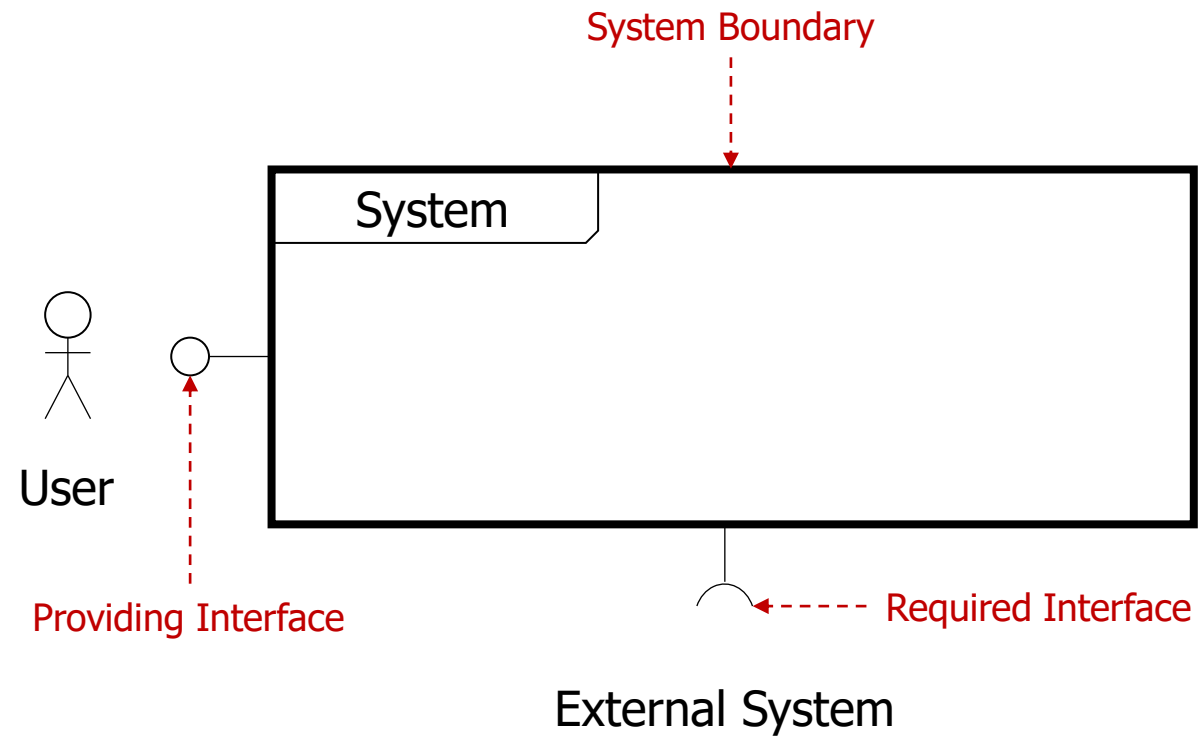 System Boundary
System
User
Providing Interface
Required Interface
External System